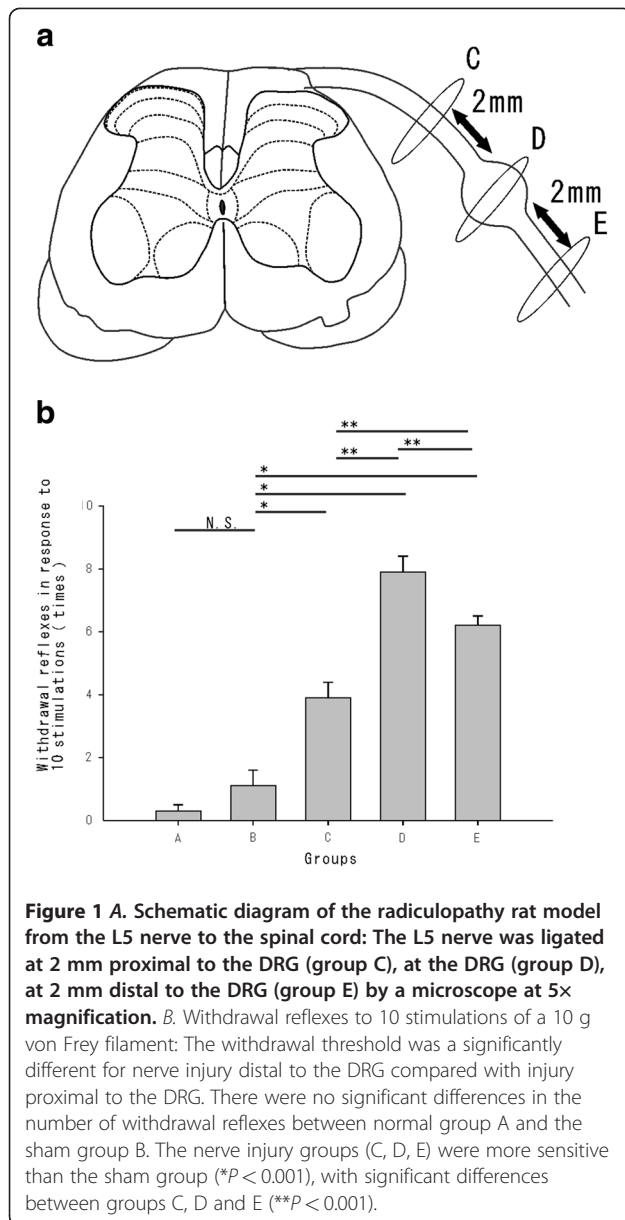 a
C
2mm
D
2mm
E
b
**
**
**
*
*
*
N. S.
Withdrawal reflexes in response to
10 stimulations ( times )
10
8
6
4
2
0
A
B
C
D
E
Groups
Figure 1 A. Schematic diagram of the radiculopathy rat model
from the L5 nerve to the spinal cord: The L5 nerve was ligated
at 2 mm proximal to the DRG (group C), at the DRG (group D),
at 2 mm distal to the DRG (group E) by a microscope at 5×
magnification. B. Withdrawal reflexes to 10 stimulations of a 10 g
von Frey filament: The withdrawal threshold was a significantly
different for nerve injury distal to the DRG compared with injury
proximal to the DRG. There were no significant differences in the
number of withdrawal reflexes between normal group A and the
sham group B. The nerve injury groups (C, D, E) were more sensitive
than the sham group (*P < 0.001), with significant differences
between groups C, D and E (**P < 0.001).